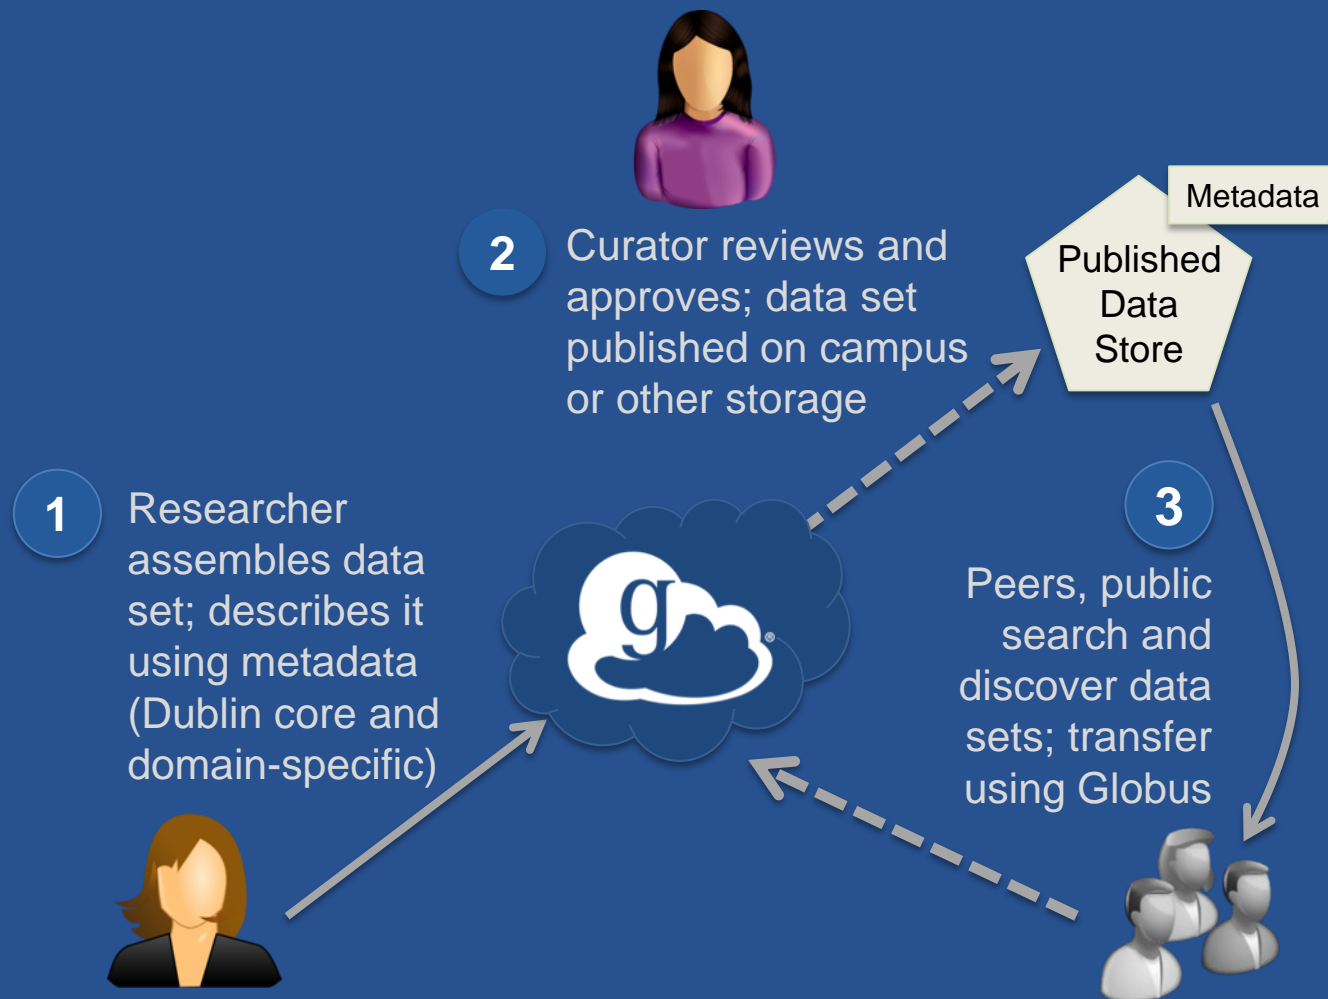 1
Researcher
assembles data
set; describes it
using metadata
(Dublin core and
domain-specific)
2
Curator reviews and
approves; data set
published on campus
or other storage
Metadata
Published
Data
Store
3
Peers, public
search and
discover data
sets; transfer
using Globus
g
®